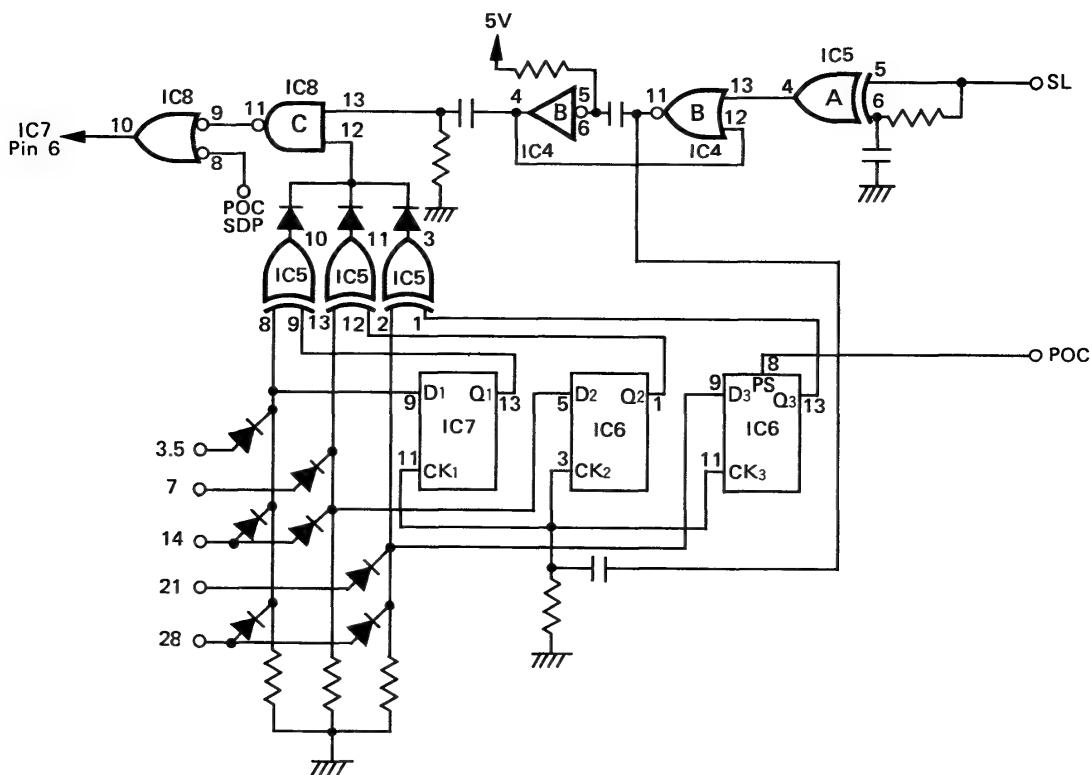 5V
IC5
SL
5
6
4
A
13
12
11
B
IC4
5
6
4
B
IC4
IC8
13
12
11
C
IC8
9
8
10
IC7
Pin 6
POC
SDP
10
11
3
IC5
IC5
IC5
8
9
13
12
2
1
POC
8
9
D1
Q1
13
IC7
11
CK1
5
D2
Q2
1
IC6
3
CK2
9
D3
PS
Q3
13
IC6
11
CK3
3.5
7
14
21
28